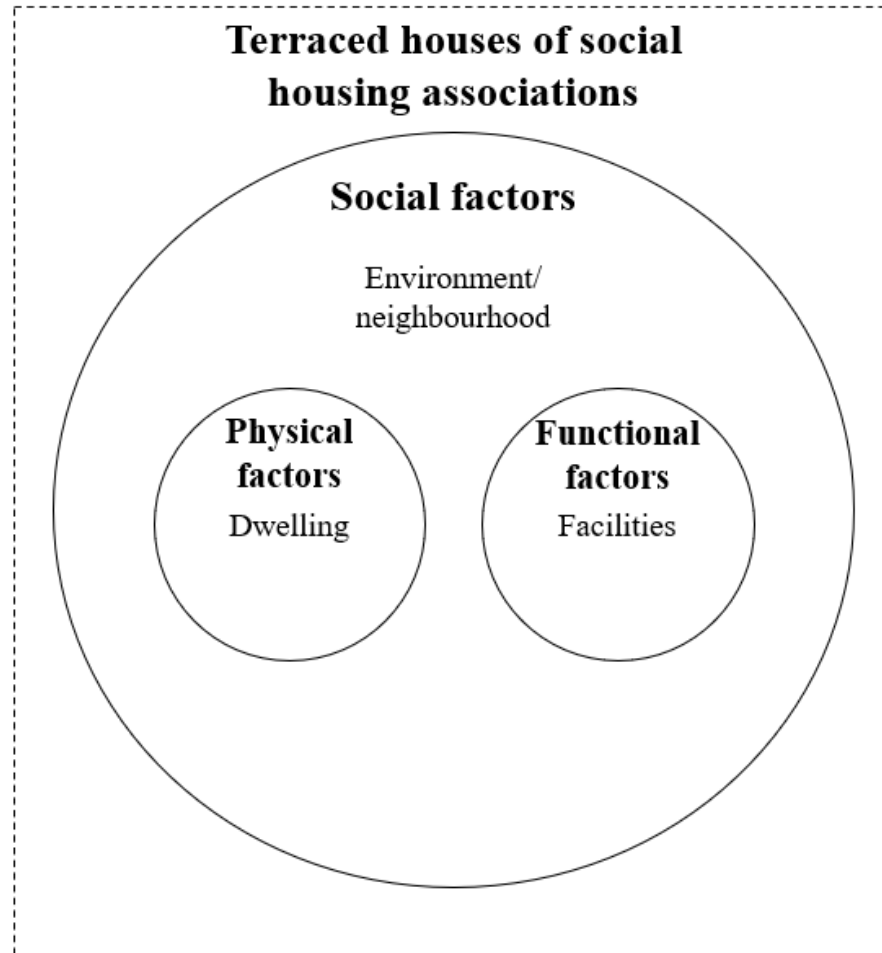 Terraced houses of social
housing associations
Social factors
Environment/
neighbourhood
Physical
factors
Dwelling
Functional
factors
Facilities